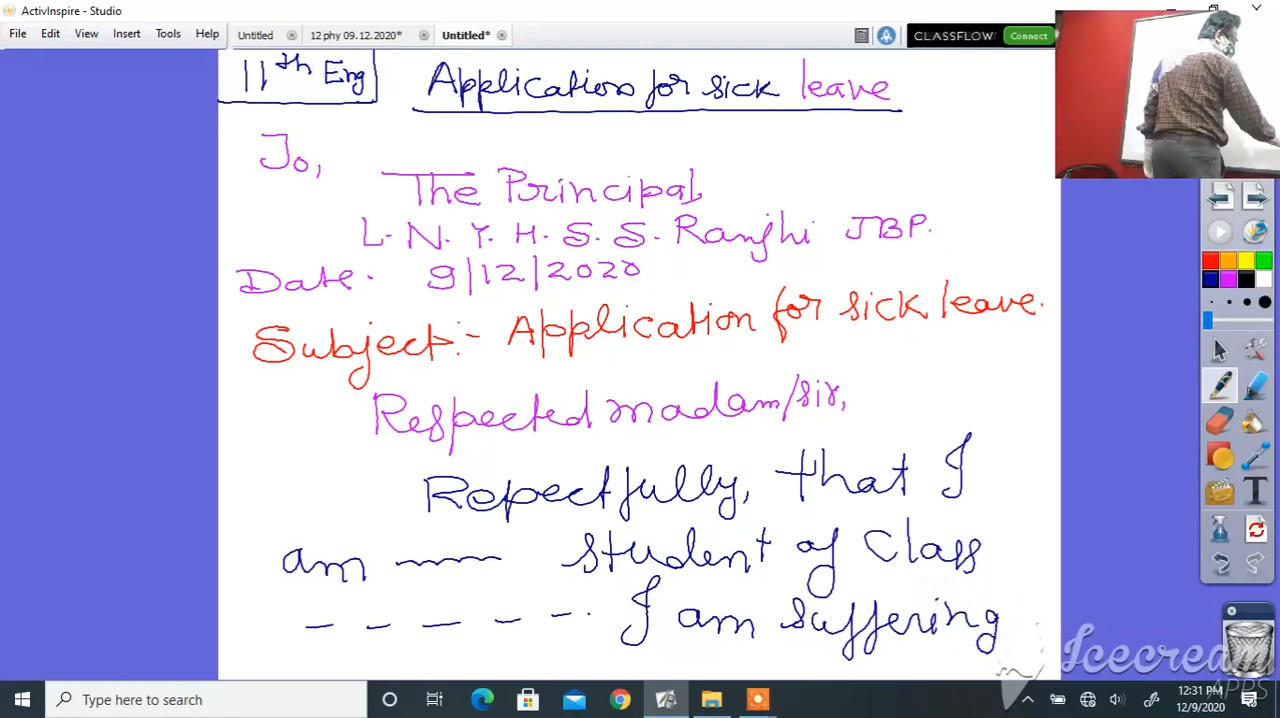 ActivInspire - Studio
File Edit View Insert Tools Help
Untitled 12 phy 09.12.2020* Untitled*
CLASSFLOW Connect
11th Eng
Application for sick leave
To,
The Principal,
L. N. Y. H. S. S. Ranjhi JBP.
Date. 9/12/2020
Subject:- Application for sick leave.
Respected madam/sir,
Repectfully, that I
am —— student of Class
- - - - - - I am suffering
Icecream
APPS
Type here to search
12:31 PM
12/9/2020